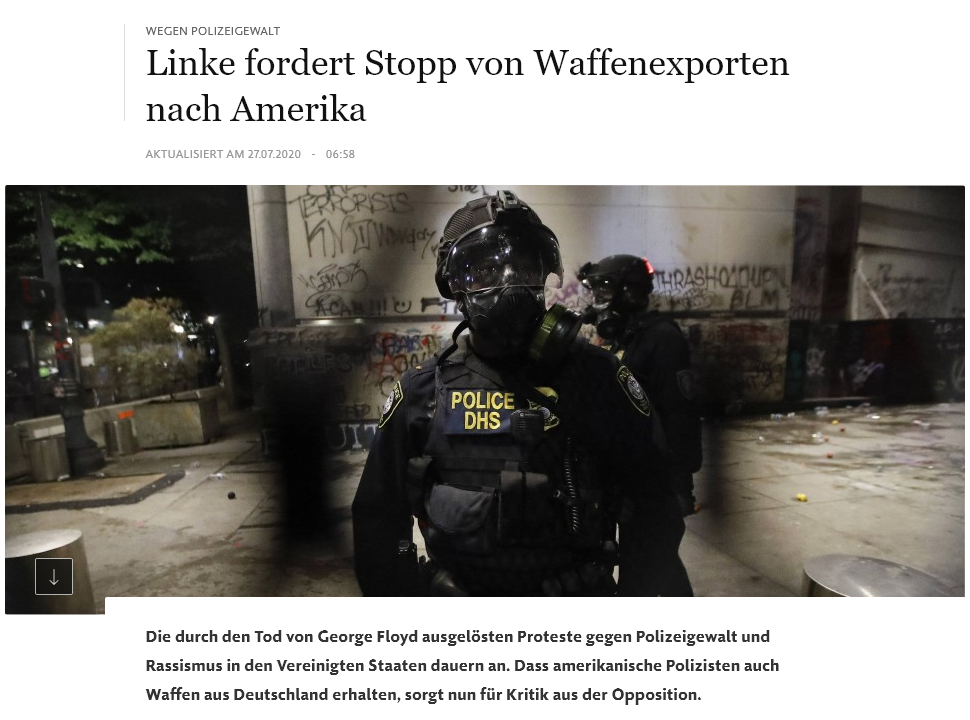 WEGEN POLIZEIGEWALT
Linke fordert Stopp von Waffenexporten
nach Amerika
AKTUALISIERT AM 27.07.2020 - 06:58
TERRORISTS
THRASHO
BLM
A.C.A.B!!!
POLICE
DHS
Die durch den Tod von George Floyd ausgelösten Proteste gegen Polizeigewalt und
Rassismus in den Vereinigten Staaten dauern an. Dass amerikanische Polizisten auch
Waffen aus Deutschland erhalten, sorgt nun für Kritik aus der Opposition.